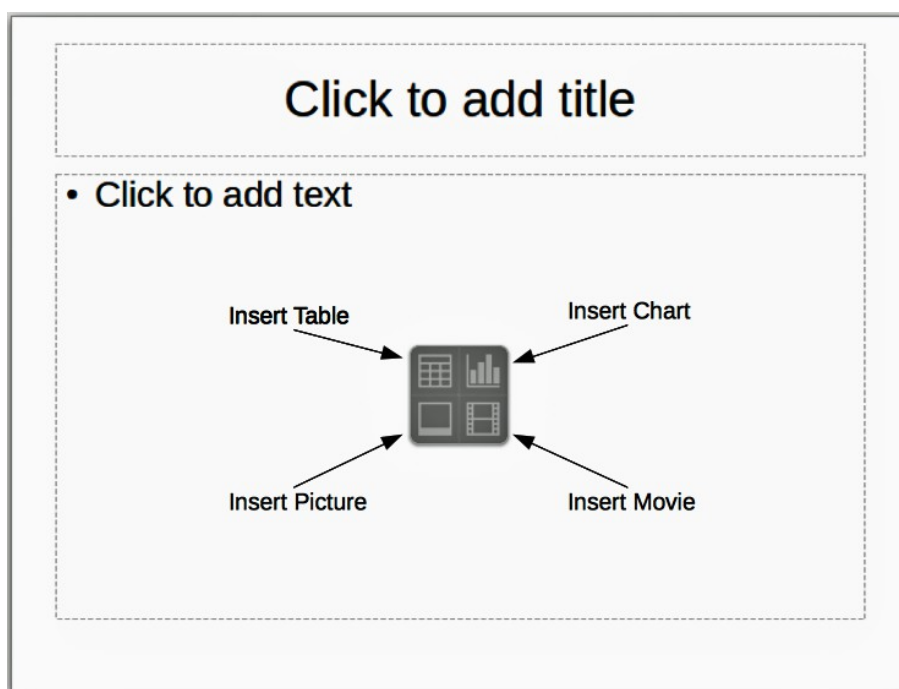 Click to add title
• Click to add text
Insert Table
Insert Chart
Insert Picture
Insert Movie